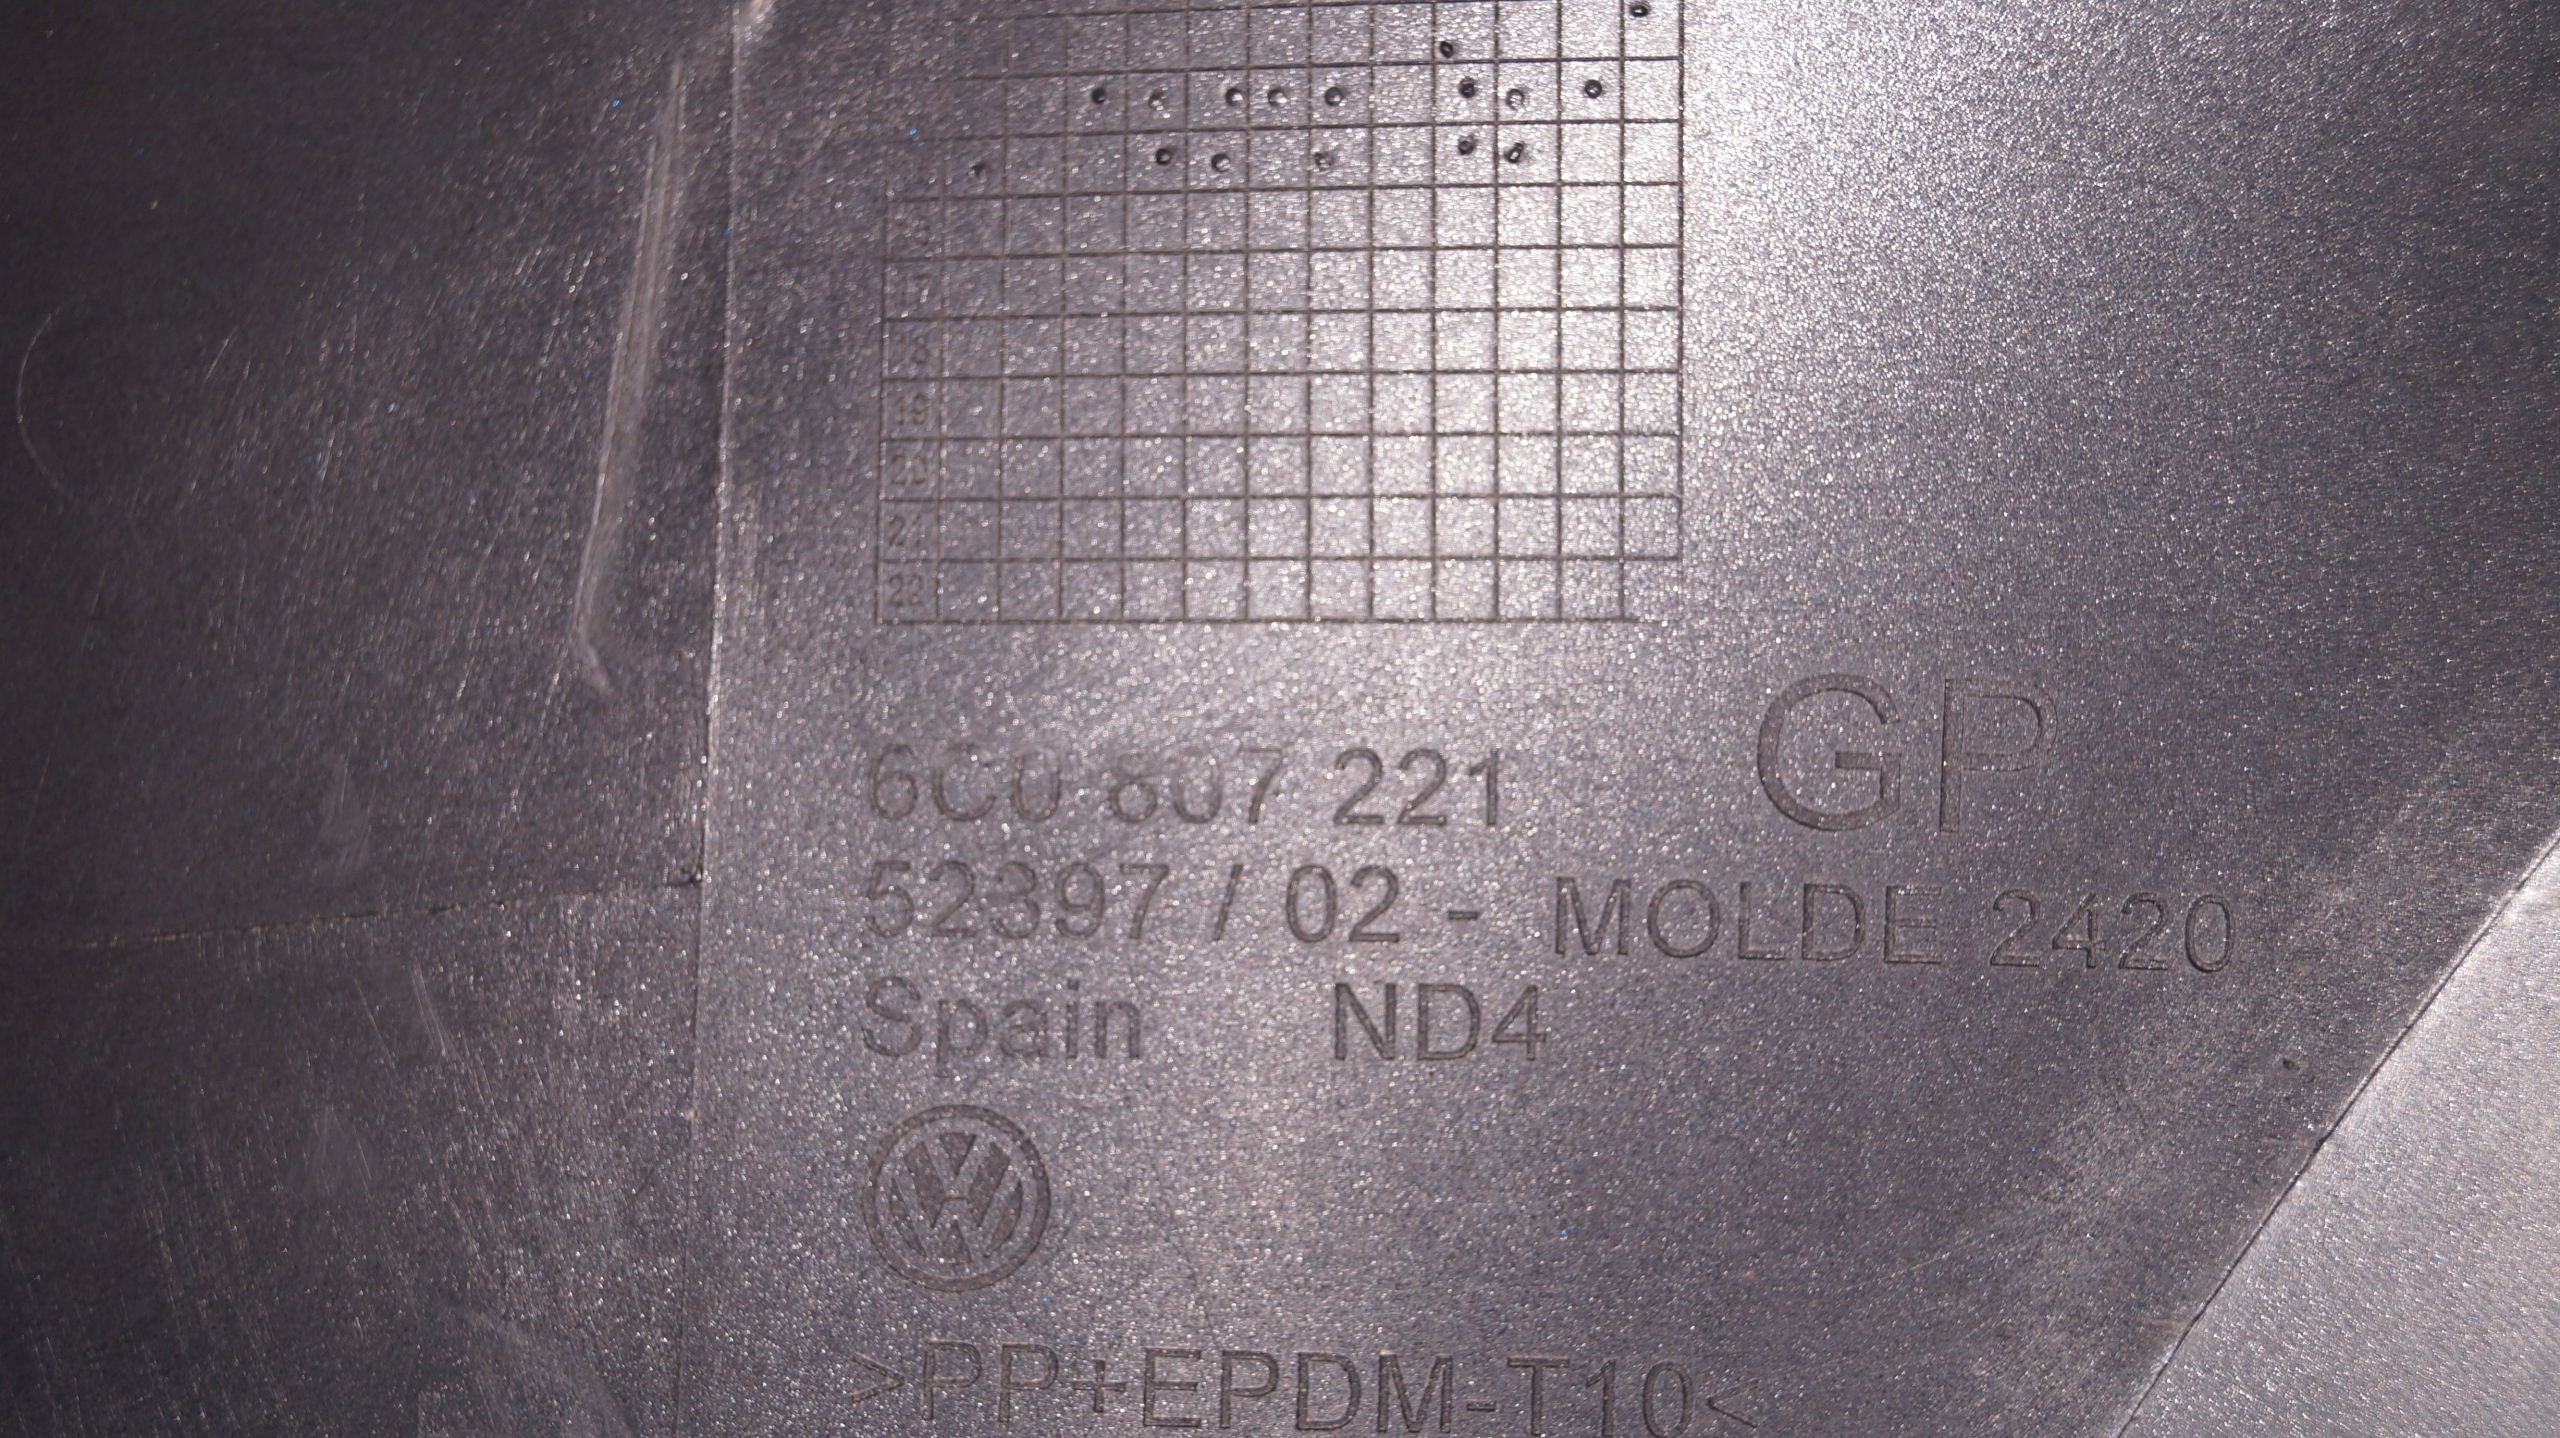 17
18
19
20
21
22
6C0 807 221
GP
52397 / 02 - MOLDE 2420
Spain ND4
>PP+EPDM-T10<